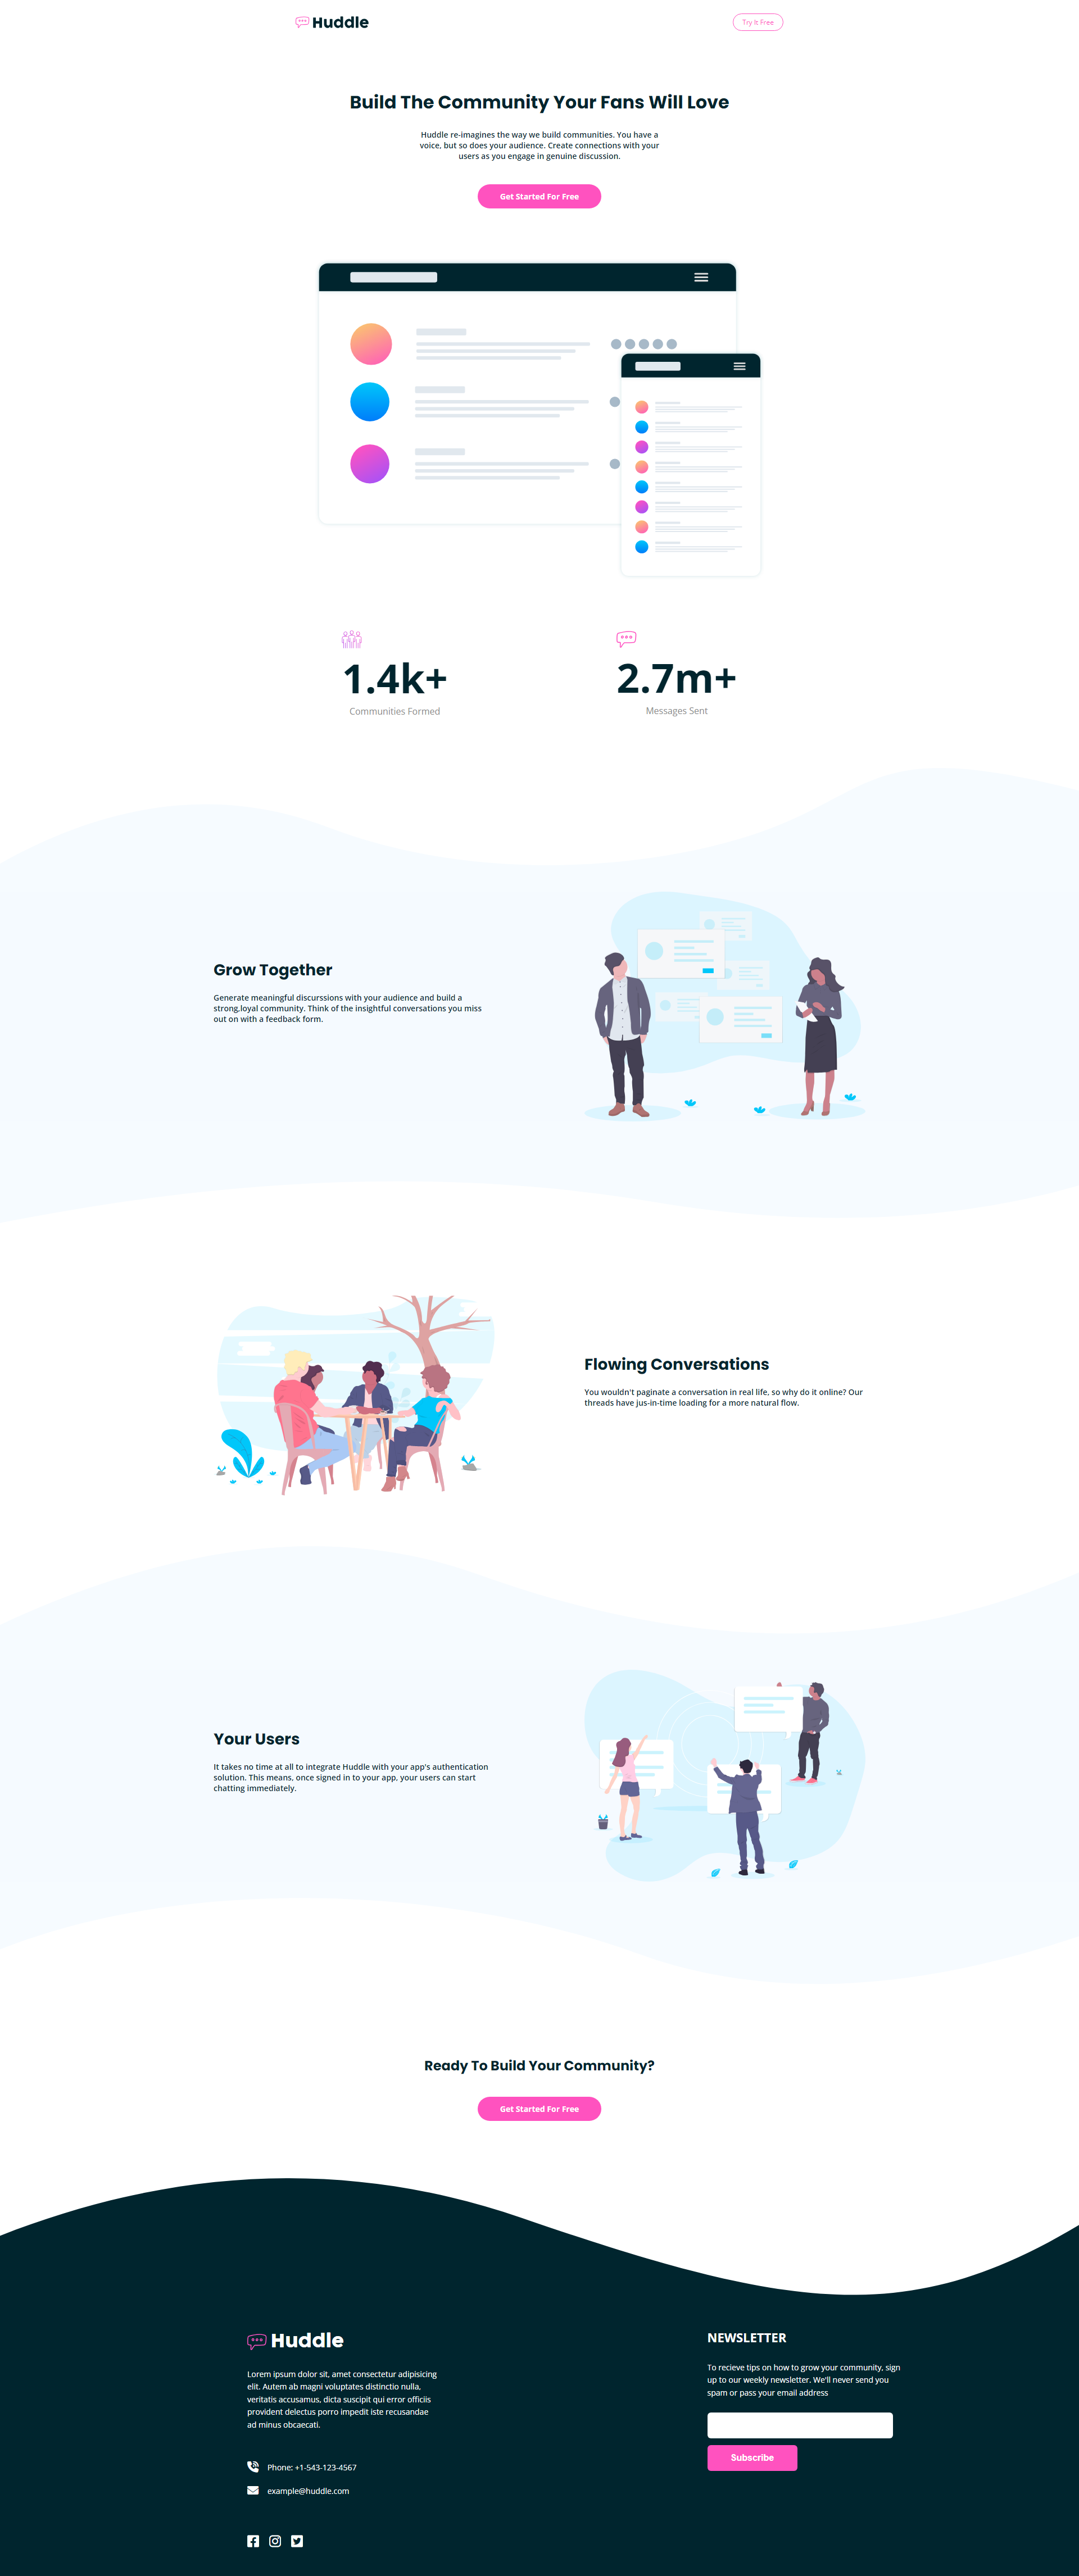 Huddle
Try It Free
Build The Community Your Fans Will Love
Huddle re-imagines the way we build communities. You have a
voice, but so does your audience. Create connections with your
users as you engage in genuine discussion.
Get Started For Free
1.4k+
Communities Formed
2.7m+
Messages Sent
Grow Together
Generate meaningful discurssions with your audience and build a
strong,loyal community. Think of the insightful conversations you miss
out on with a feedback form.
Flowing Conversations
You wouldn't paginate a conversation in real life, so why do it online? Our
threads have jus-in-time loading for a more natural flow.
Your Users
It takes no time at all to integrate Huddle with your app's authentication
solution. This means, once signed in to your app, your users can start
chatting immediately.
Ready To Build Your Community?
Get Started For Free
Huddle
Lorem ipsum dolor sit, amet consectetur adipisicing
elit. Autem ab magni voluptates distinctio nulla,
veritatis accusamus, dicta suscipit qui error officiis
provident delectus porro impedit iste recusandae
ad minus obcaecati.
Phone: +1-543-123-4567
example@huddle.com
NEWSLETTER
To recieve tips on how to grow your community, sign
up to our weekly newsletter. We'll never send you
spam or pass your email address
Subscribe